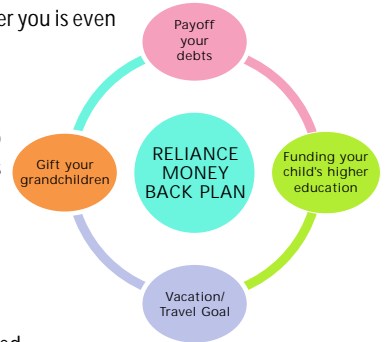 er you is even
Payoff
your
debts
Gift your
grandchildren
RELIANCE
MONEY
BACK PLAN
Funding your
child's higher
education
Vacation/
Travel Goal